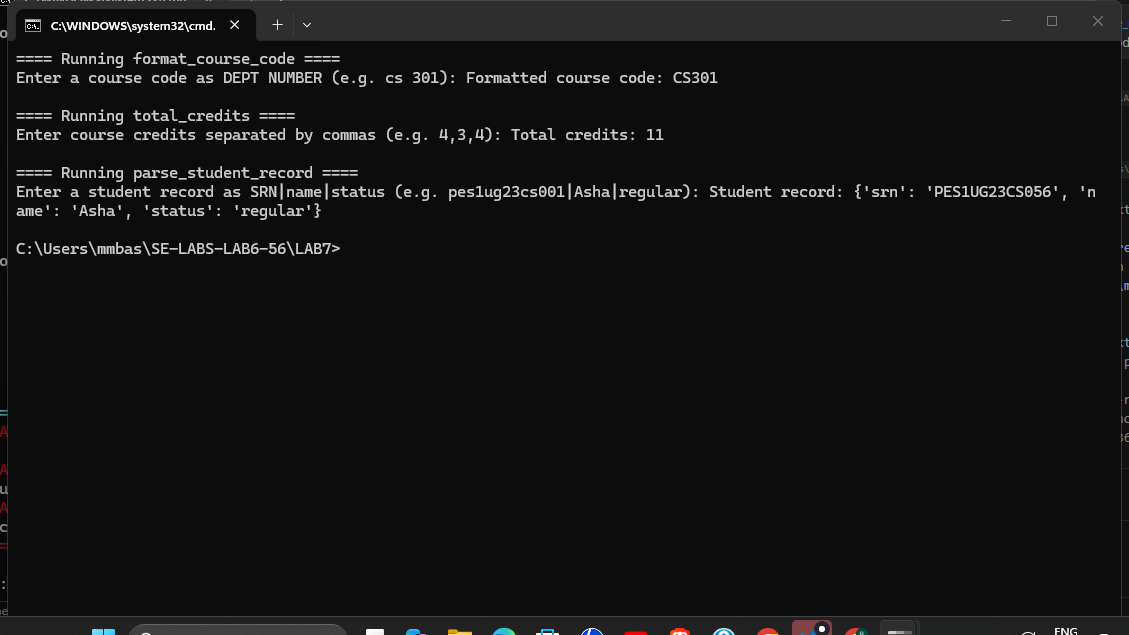 C:\WINDOWS\system32\cmd.
==== Running format_course_code ====
Enter a course code as DEPT NUMBER (e.g. cs 301): Formatted course code: CS301
==== Running total_credits ====
Enter course credits separated by commas (e.g. 4,3,4): Total credits: 11
==== Running parse_student_record ====
Enter a student record as SRN|name|status (e.g. pes1ug23cs001|Asha|regular): Student record: {'srn': 'PES1UG23CS056', 'n
ame': 'Asha', 'status': 'regular'}
C:\Users\mmbas\SE-LABS-LAB6-56\LAB7>
ENG